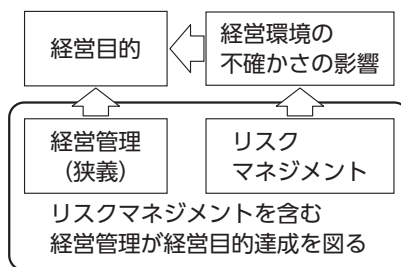 経営目的
経営環境の
不確かさの影響
経営管理
(狭義)
リスク
マネジメント
リスクマネジメントを含む
経営管理が経営目的達成を図る